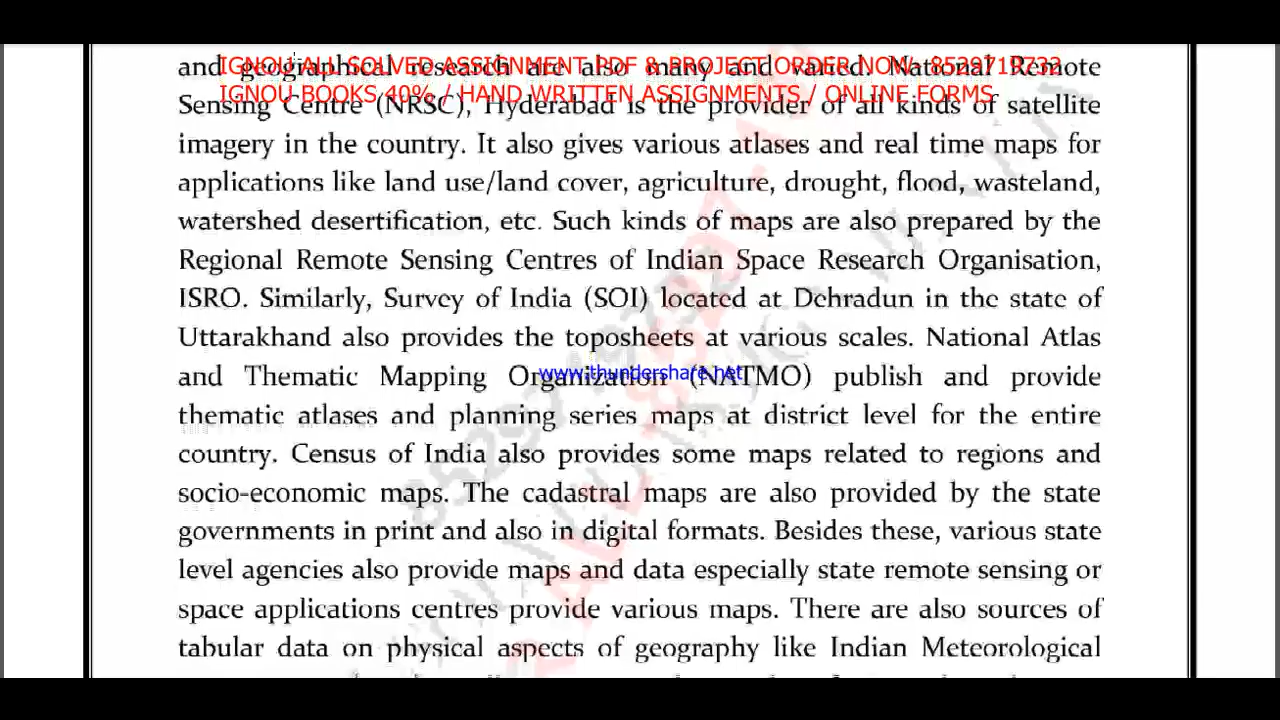 IGNOU ALL SOLVED ASSIGNMENT PDF & PROJECT ORDER NOW:- 8529719732
and geographical research are also many and varied. National Remote
IGNOU BOOKS 40% / HAND WRITTEN ASSIGNMENTS / ONLINE FORMS
Sensing Centre (NRSC), Hyderabad is the provider of all kinds of satellite
imagery in the country. It also gives various atlases and real time maps for
applications like land use/land cover, agriculture, drought, flood, wasteland,
watershed desertification, etc. Such kinds of maps are also prepared by the
Regional Remote Sensing Centres of Indian Space Research Organisation,
ISRO. Similarly, Survey of India (SOI) located at Dehradun in the state of
Uttarakhand also provides the toposheets at various scales. National Atlas
www.thundershare.net
and Thematic Mapping Organization (NATMO) publish and provide
thematic atlases and planning series maps at district level for the entire
country. Census of India also provides some maps related to regions and
socio-economic maps. The cadastral maps are also provided by the state
governments in print and also in digital formats. Besides these, various state
level agencies also provide maps and data especially state remote sensing or
space applications centres provide various maps. There are also sources of
tabular data on physical aspects of geography like Indian Meteorological